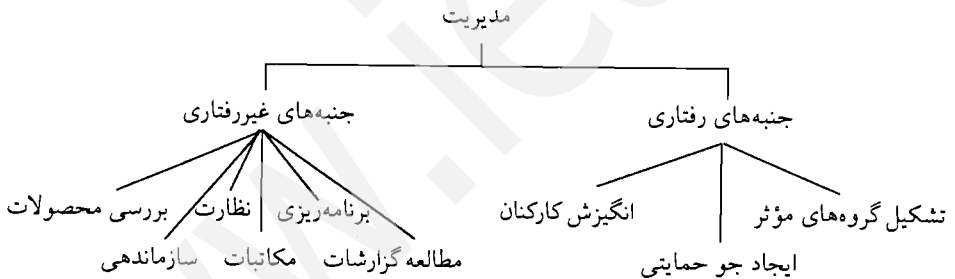 مدیریت
جنبه‌های رفتاری
جنبه‌های غیررفتاری
تشکیل گروه‌های مؤثر
انگیزش کارکنان
برنامه‌ریزی
نظارت
بررسی محصولات
ایجاد جو حمایتی
مطالعه گزارشات
مکاتبات
سازماندهی